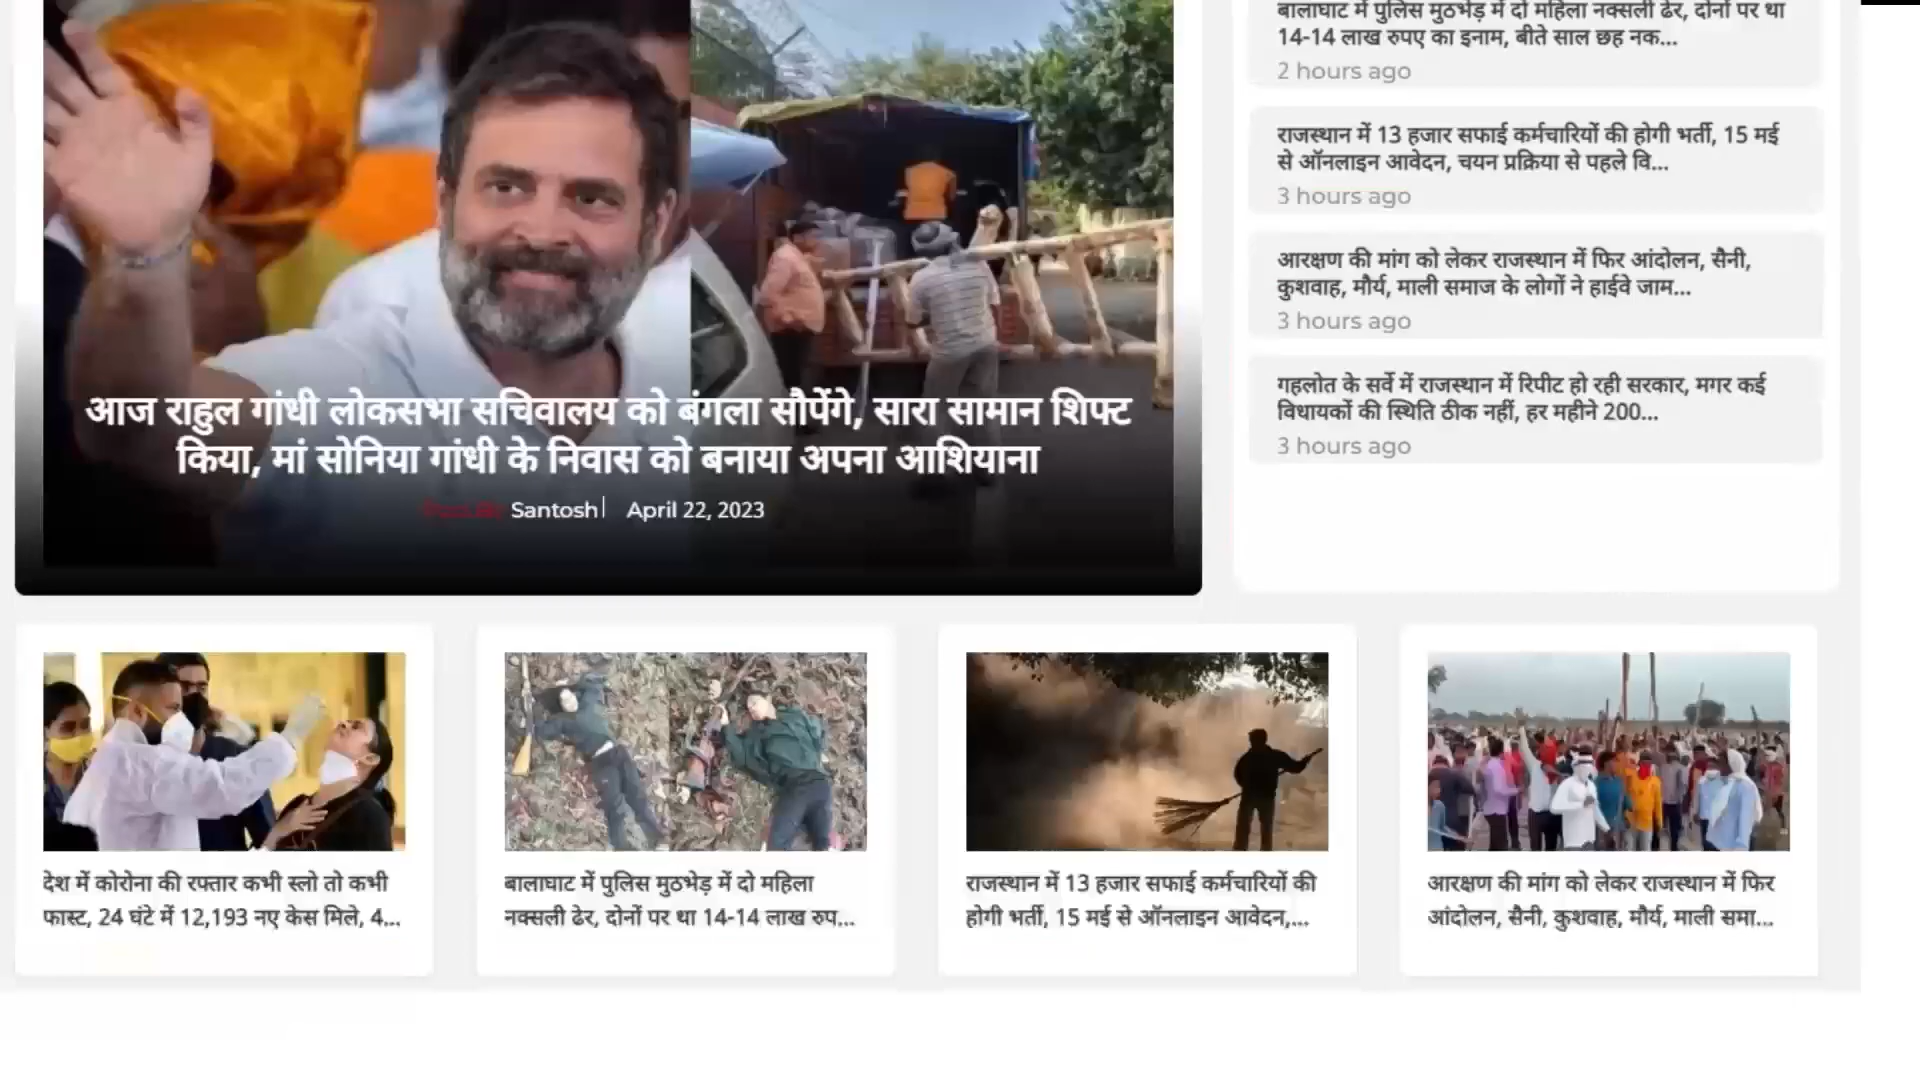 आज राहुल गांधी लोकसभा सचिवालय को बंगला सौपेंगे, सारा सामान शिफ्ट
किया, मां सोनिया गांधी के निवास को बनाया अपना आशियाना
Santosh| April 22, 2023
बालाघाट में पुलिस मुठभेड़ में दो महिला नक्सली ढेर, दोनों पर था
14-14 लाख रुपए का इनाम, बीते साल छह नक...
2 hours ago
राजस्थान में 13 हजार सफाई कर्मचारियों की होगी भर्ती, 15 मई
से ऑनलाइन आवेदन, चयन प्रक्रिया से पहले वि...
3 hours ago
आरक्षण की मांग को लेकर राजस्थान में फिर आंदोलन, सैनी,
कुशवाह, मौर्य, माली समाज के लोगों ने हाईवे जाम...
3 hours ago
गहलोत के सर्वे में राजस्थान में रिपीट हो रही सरकार, मगर कई
विधायकों की स्थिति ठीक नहीं, हर महीने 200...
3 hours ago
देश में कोरोना की रफ्तार कभी स्लो तो कभी
फास्ट, 24 घंटे में 12,193 नए केस मिले, 4...
बालाघाट में पुलिस मुठभेड़ में दो महिला
नक्सली ढेर, दोनों पर था 14-14 लाख रुप...
राजस्थान में 13 हजार सफाई कर्मचारियों की
होगी भर्ती, 15 मई से ऑनलाइन आवेदन,...
आरक्षण की मांग को लेकर राजस्थान में फिर
आंदोलन, सैनी, कुशवाह, मौर्य, माली समा...